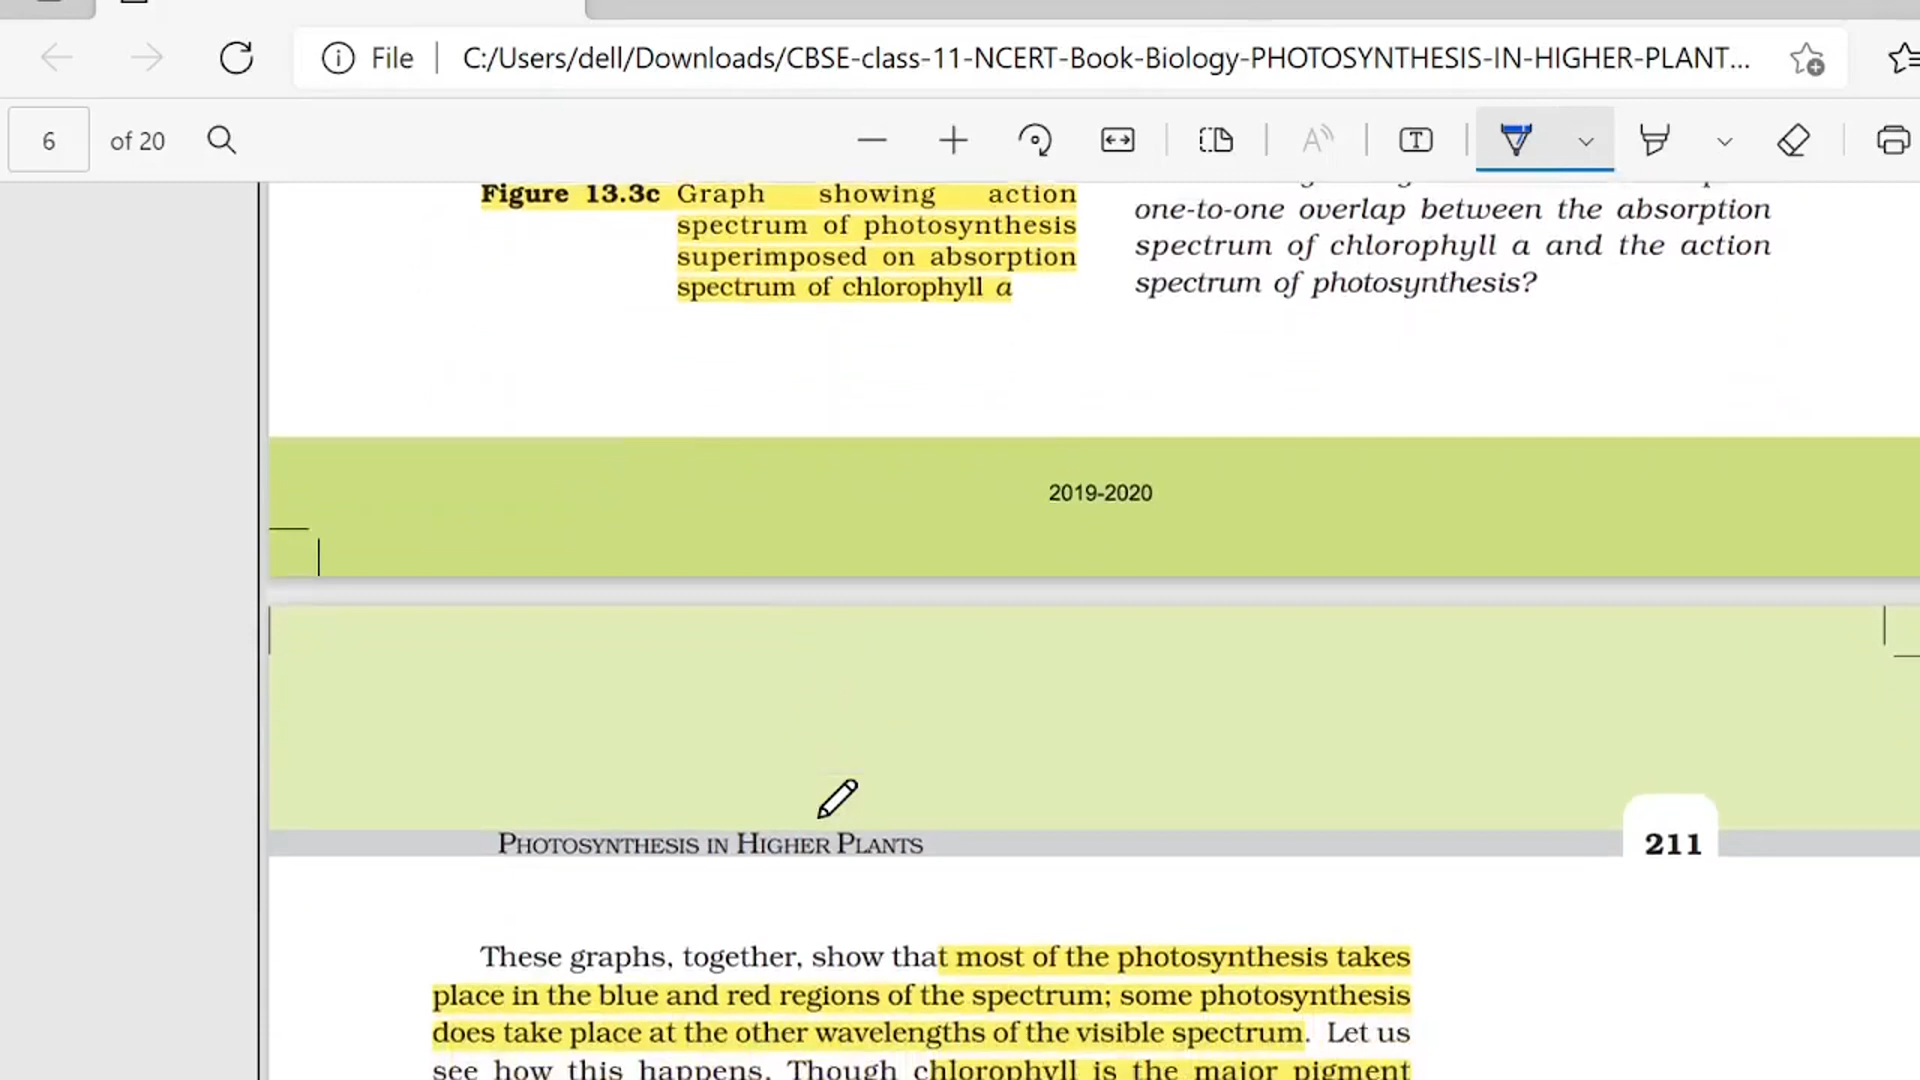 File C:/Users/dell/Downloads/CBSE-class-11-NCERT-Book-Biology-PHOTOSYNTHESIS-IN-HIGHER-PLANT...
6 of 20
Figure 13.3c Graph showing action
spectrum of photosynthesis
superimposed on absorption
spectrum of chlorophyll a
one-to-one overlap between the absorption
spectrum of chlorophyll a and the action
spectrum of photosynthesis?
2019-2020
PHOTOSYNTHESIS IN HIGHER PLANTS
211
These graphs, together, show that most of the photosynthesis takes
place in the blue and red regions of the spectrum; some photosynthesis
does take place at the other wavelengths of the visible spectrum. Let us
see how this happens. Though chlorophyll is the major pigment